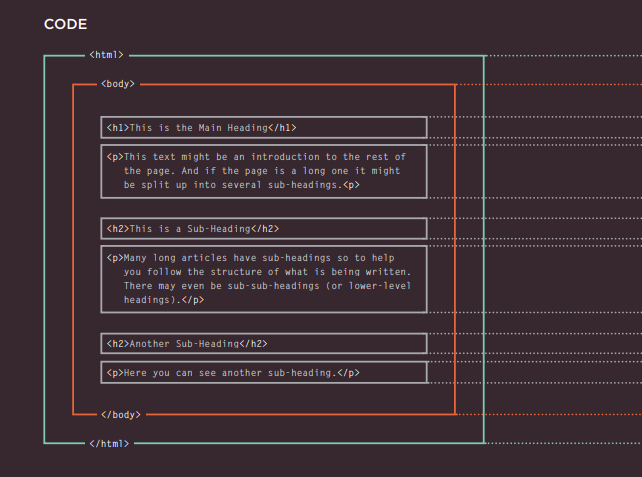 CODE
<html>
<body>
<h1>This is the Main Heading</h1>
<p>This text might be an introduction to the rest of
the page. And if the page is a long one it might
be split up into several sub-headings.<p>
<h2>This is a Sub-Heading</h2>
<p>Many long articles have sub-headings so to help
you follow the structure of what is being written.
There may even be sub-sub-headings (or lower-level
headings).</p>
<h2>Another Sub-Heading</h2>
<p>Here you can see another sub-heading.</p>
</body>
</html>